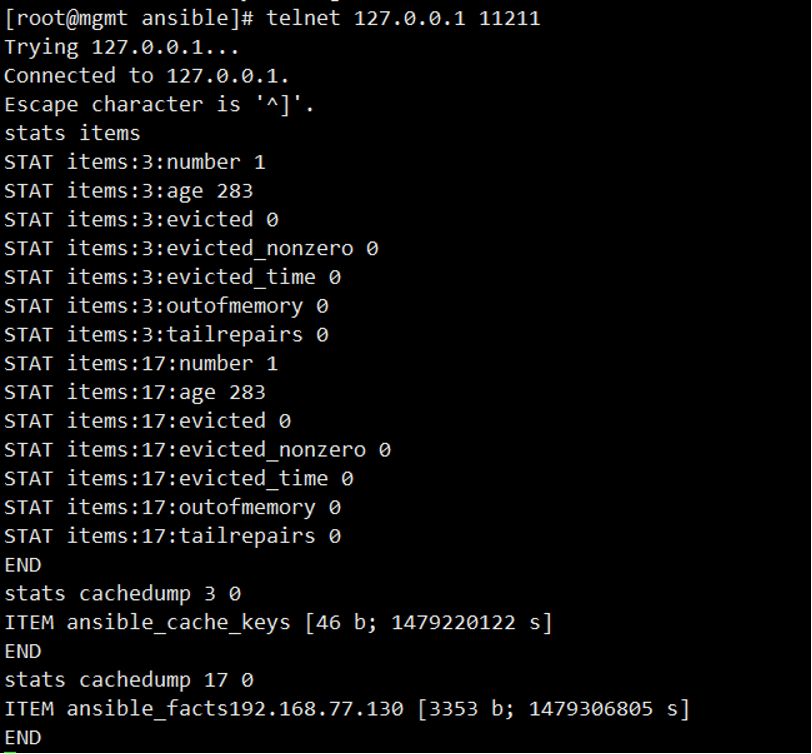 [root@mgmt ansible]# telnet 127.0.0.1 11211
Trying 127.0.0.1...
Connected to 127.0.0.1.
Escape character is '^]'.
stats items
STAT items:3:number 1
STAT items:3:age 283
STAT items:3:evicted 0
STAT items:3:evicted_nonzero 0
STAT items:3:evicted_time 0
STAT items:3:outofmemory 0
STAT items:3:tailrepairs 0
STAT items:17:number 1
STAT items:17:age 283
STAT items:17:evicted 0
STAT items:17:evicted_nonzero 0
STAT items:17:evicted_time 0
STAT items:17:outofmemory 0
STAT items:17:tailrepairs 0
END
stats cachedump 3 0
ITEM ansible_cache_keys [46 b; 1479220122 s]
END
stats cachedump 17 0
ITEM ansible_facts192.168.77.130 [3353 b; 1479306805 s]
END